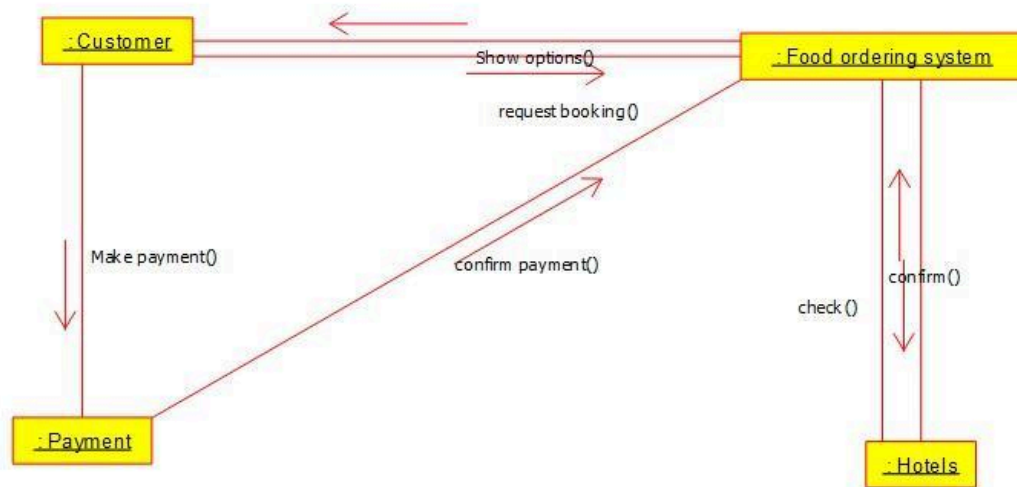 : Customer
Show options()
: Food ordering system
request booking()
Make payment()
confirm payment()
confirm()
check()
: Payment
: Hotels